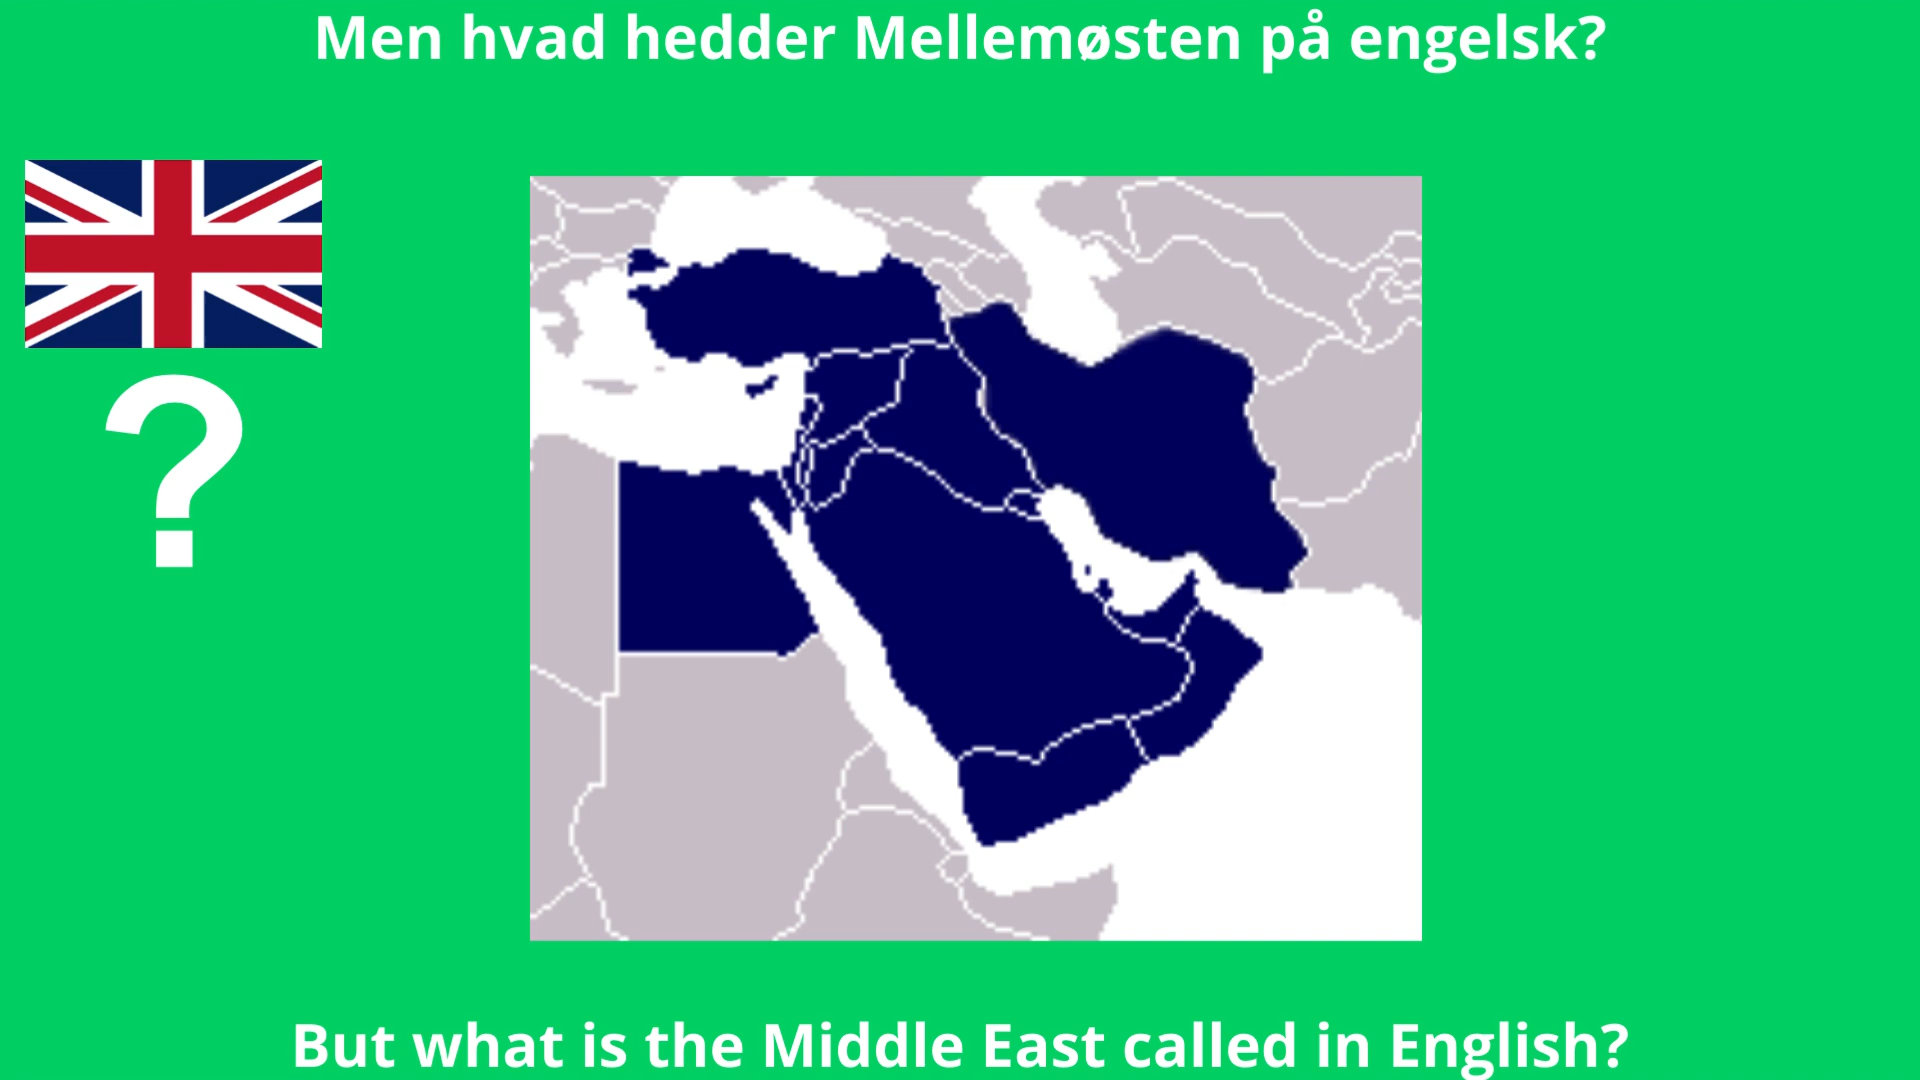 Men hvad hedder Mellemøsten på engelsk?
?
But what is the Middle East called in English?